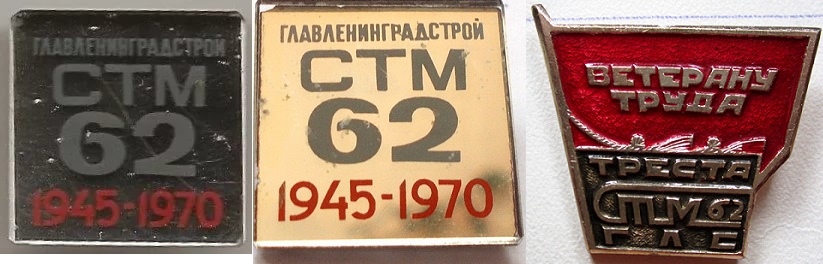 ГЛАВЛЕНИНГРАДСТРОЙ
СТМ
62
1945-1970
ГЛАВЛЕНИНГРАДСТРОЙ
СТМ
62
1945-1970
ВЕТЕРАНУ
ТРУДА
ТРЕСТА
СТМ 62
ГЛС